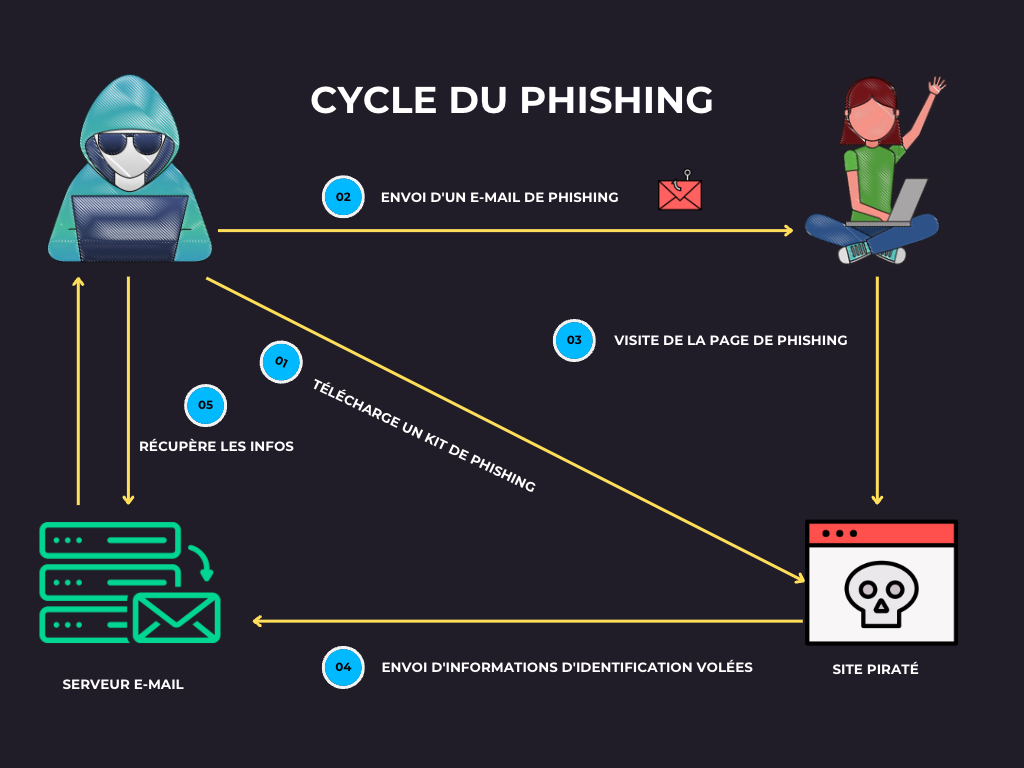 CYCLE DU PHISHING
02 ENVOI D'UN E-MAIL DE PHISHING
03 VISITE DE LA PAGE DE PHISHING
01 TÉLÉCHARGE UN KIT DE PHISHING
05
RÉCUPÈRE LES INFOS
04 ENVOI D'INFORMATIONS D'IDENTIFICATION VOLÉES
SITE PIRATÉ
SERVEUR E-MAIL